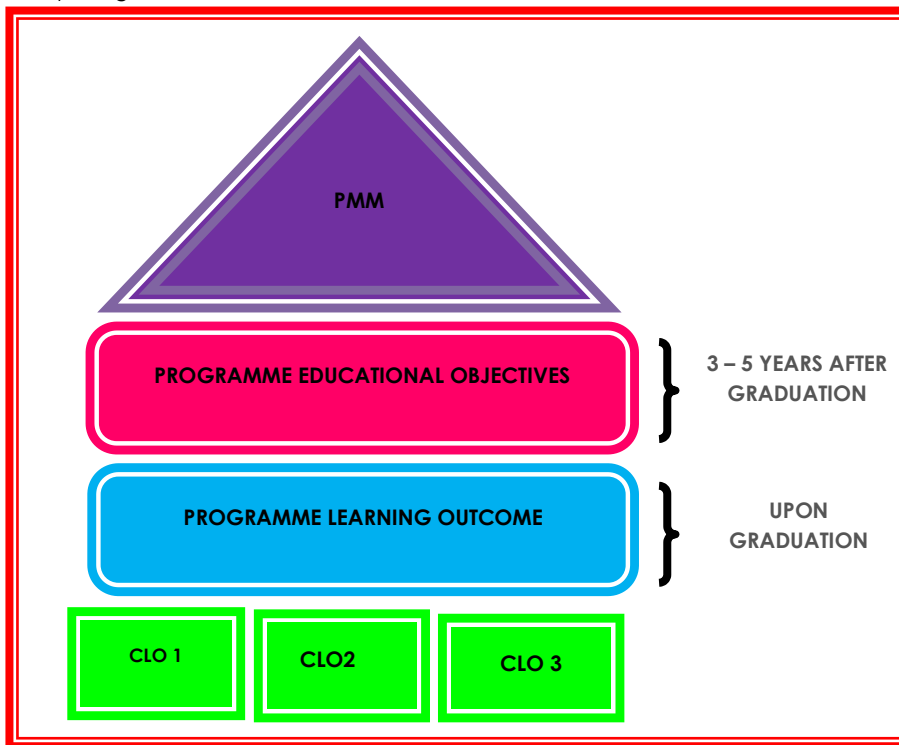 PMM
PROGRAMME EDUCATIONAL OBJECTIVES
3 – 5 YEARS AFTER
GRADUATION
PROGRAMME LEARNING OUTCOME
UPON
GRADUATION
CLO 1
CLO2
CLO 3